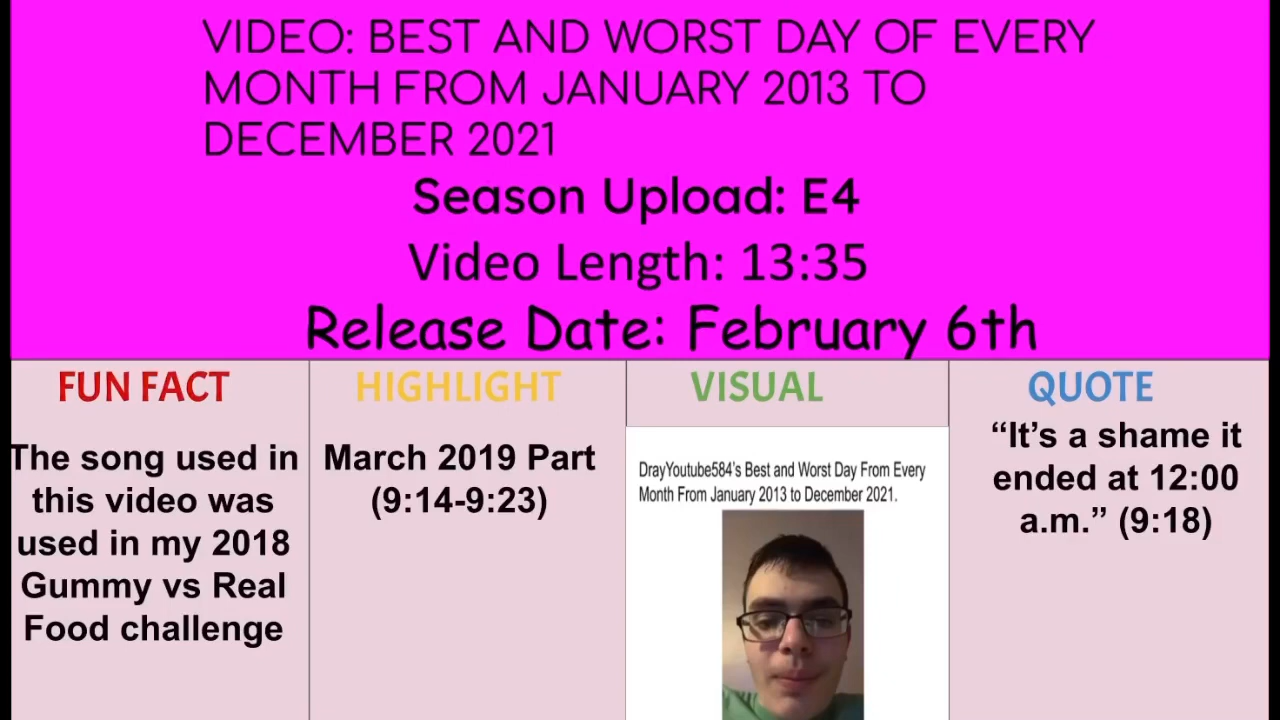 VIDEO: BEST AND WORST DAY OF EVERY
MONTH FROM JANUARY 2013 TO
DECEMBER 2021
Season Upload: E4
Video Length: 13:35
Release Date: February 6th
FUN FACT
The song used in
this video was
used in my 2018
Gummy vs Real
Food challenge
HIGHLIGHT
March 2019 Part
(9:14-9:23)
VISUAL
DrayYoutube584's Best and Worst Day From Every
Month From January 2013 to December 2021.
QUOTE
“It’s a shame it
ended at 12:00
a.m.” (9:18)